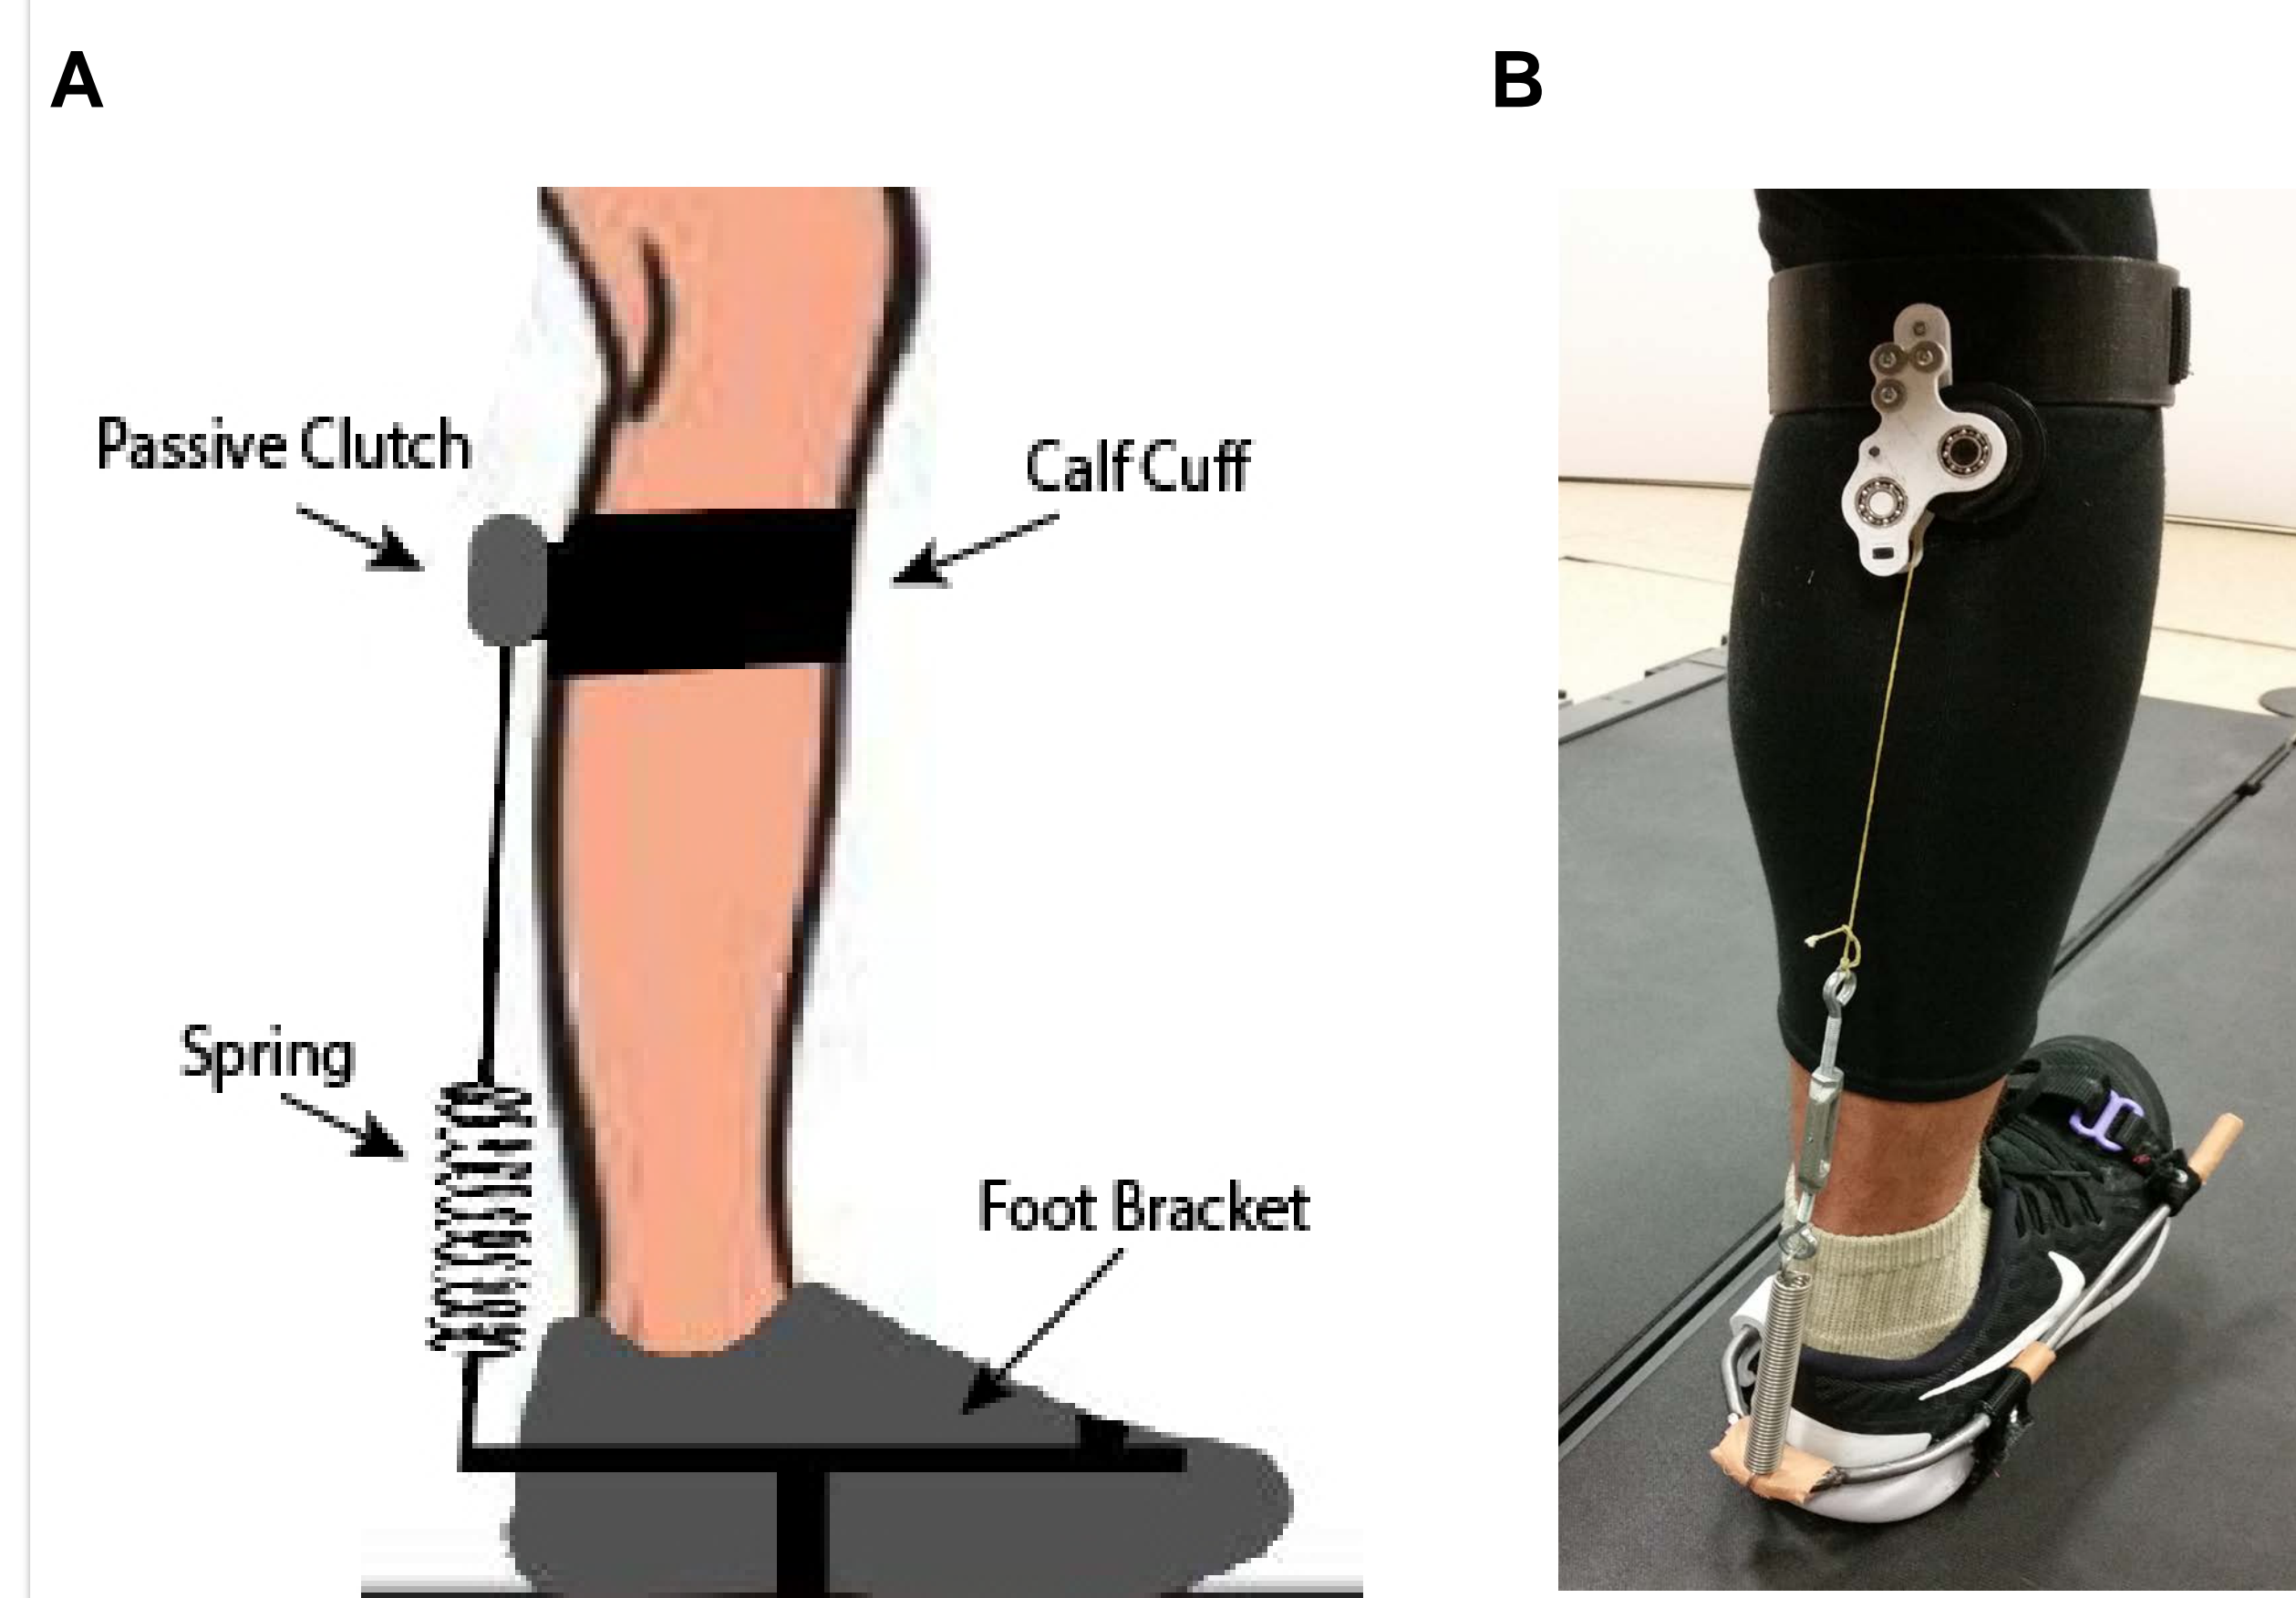 A
B
Passive Clutch
Calf Cuff
Spring
Foot Bracket